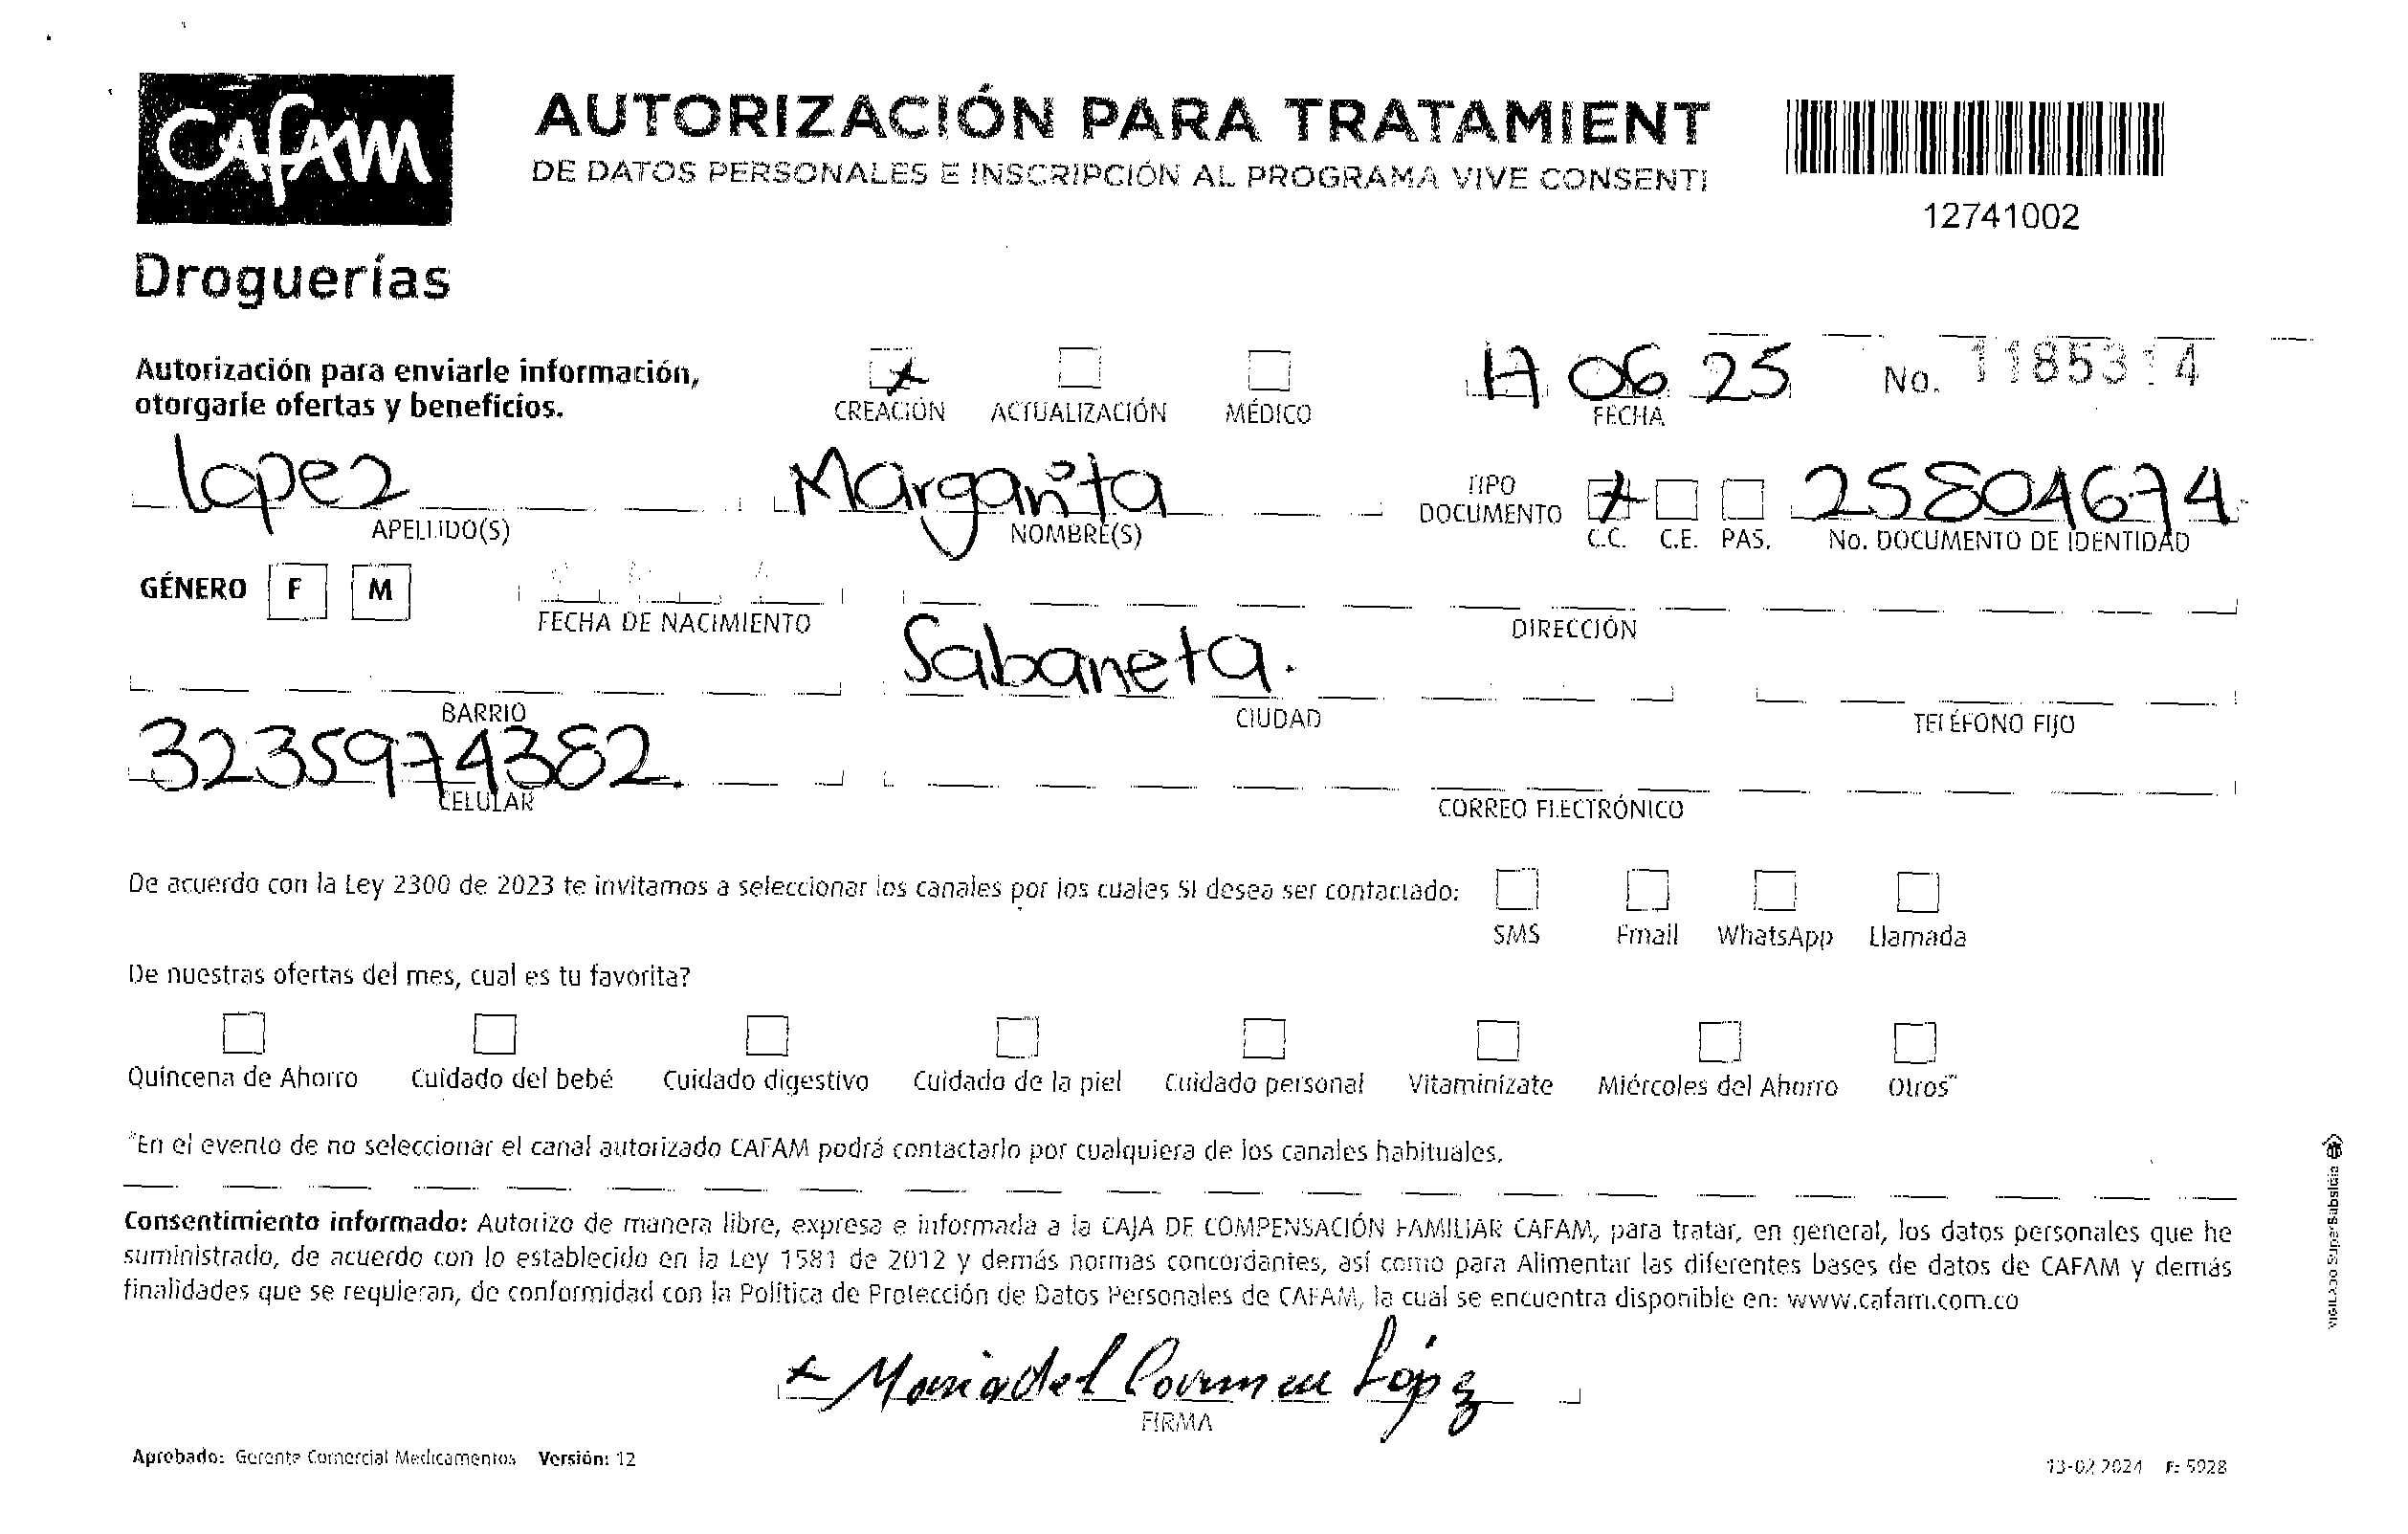 Cafam
AUTORIZACIÓN PARA TRATAMIENT
DE DATOS PERSONALES E INSCRIPCIÓN AL PROGRAMA VIVE CONSENTI
12741002
Droguerías
Autorización para enviarle información,
otorgarle ofertas y beneficios.
CREACIÓN ACTUALIZACIÓN MÉDICO
17 06 25
FECHA
No. 1185314
Lopez
APELLIDO(S)
Margarita
NOMBRE(S)
TIPO
DOCUMENTO
C.C. C.E. PAS.
25804674
No. DOCUMENTO DE IDENTIDAD
GÉNERO F M
FECHA DE NACIMIENTO
DIRECCIÓN
BARRIO
Sabaneta.
CIUDAD
TELÉFONO FIJO
3235974382.
CELULAR
CORREO ELECTRÓNICO
De acuerdo con la Ley 2300 de 2023 te invitamos a seleccionar los canales por los cuales SI desea ser contactado:
SMS Email WhatsApp Llamada
De nuestras ofertas del mes, cual es tu favorita?
Quincena de Ahorro Cuidado del bebé Cuidado digestivo Cuidado de la piel Cuidado personal Vitaminízate Miércoles del Ahorro Otros**
*En el evento de no seleccionar el canal autorizado CAFAM podrá contactarlo por cualquiera de los canales habituales.
Consentimiento informado: Autorizo de manera libre, expresa e informada a la CAJA DE COMPENSACIÓN FAMILIAR CAFAM, para tratar, en general, los datos personales que he
suministrado, de acuerdo con lo establecido en la Ley 1581 de 2012 y demás normas concordantes, así como para Alimentar las diferentes bases de datos de CAFAM y demás
finalidades que se requieran, de conformidad con la Política de Protección de Datos Personales de CAFAM, la cual se encuentra disponible en: www.cafam.com.co
Maria del Carmen López
FIRMA
Aprobado: Gerente Comercial Medicamentos Versión: 12
13-02 2024 F: 5928
VIGILADO SuperSubsidio